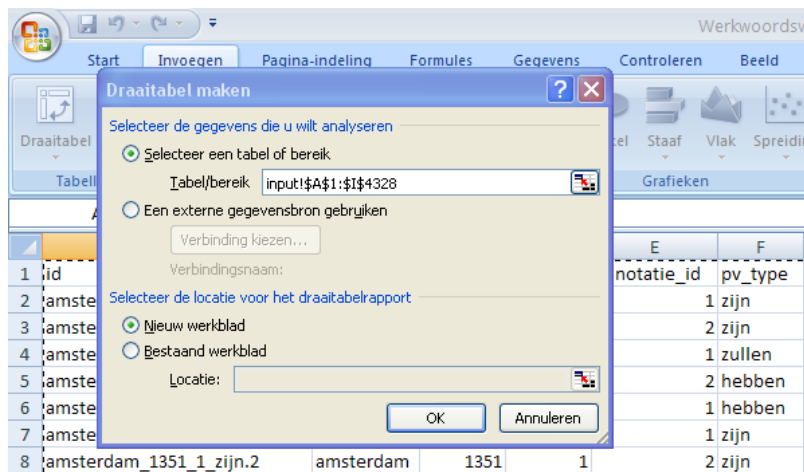 Werkwoordsv
Start Invoegen Pagina-indeling Formules Gegevens Controleren Beeld
Draaitabel Staaf Vlak Spreidi
Tabell Grafieken
Draaitabel maken
Selecteer de gegevens die u wilt analyseren
Selecteer een tabel of bereik
Tabel/bereik input!$A$1:$I$4328
Een externe gegevensbron gebruiken
Verbinding kiezen...
Verbindingsnaam:
Selecteer de locatie voor het draaitabelrapport
Nieuw werkblad
Bestaand werkblad
Locatie:
OK Annuleren
E F
1 id notatie_id pv_type
2 amste 1 zijn
3 amste 2 zijn
4 amste 1 zullen
5 amste 2 hebben
6 amste 1 hebben
7 amste 1 zijn
8 amsterdam_1351_1_zijn.2 amsterdam 1351 1 2 zijn